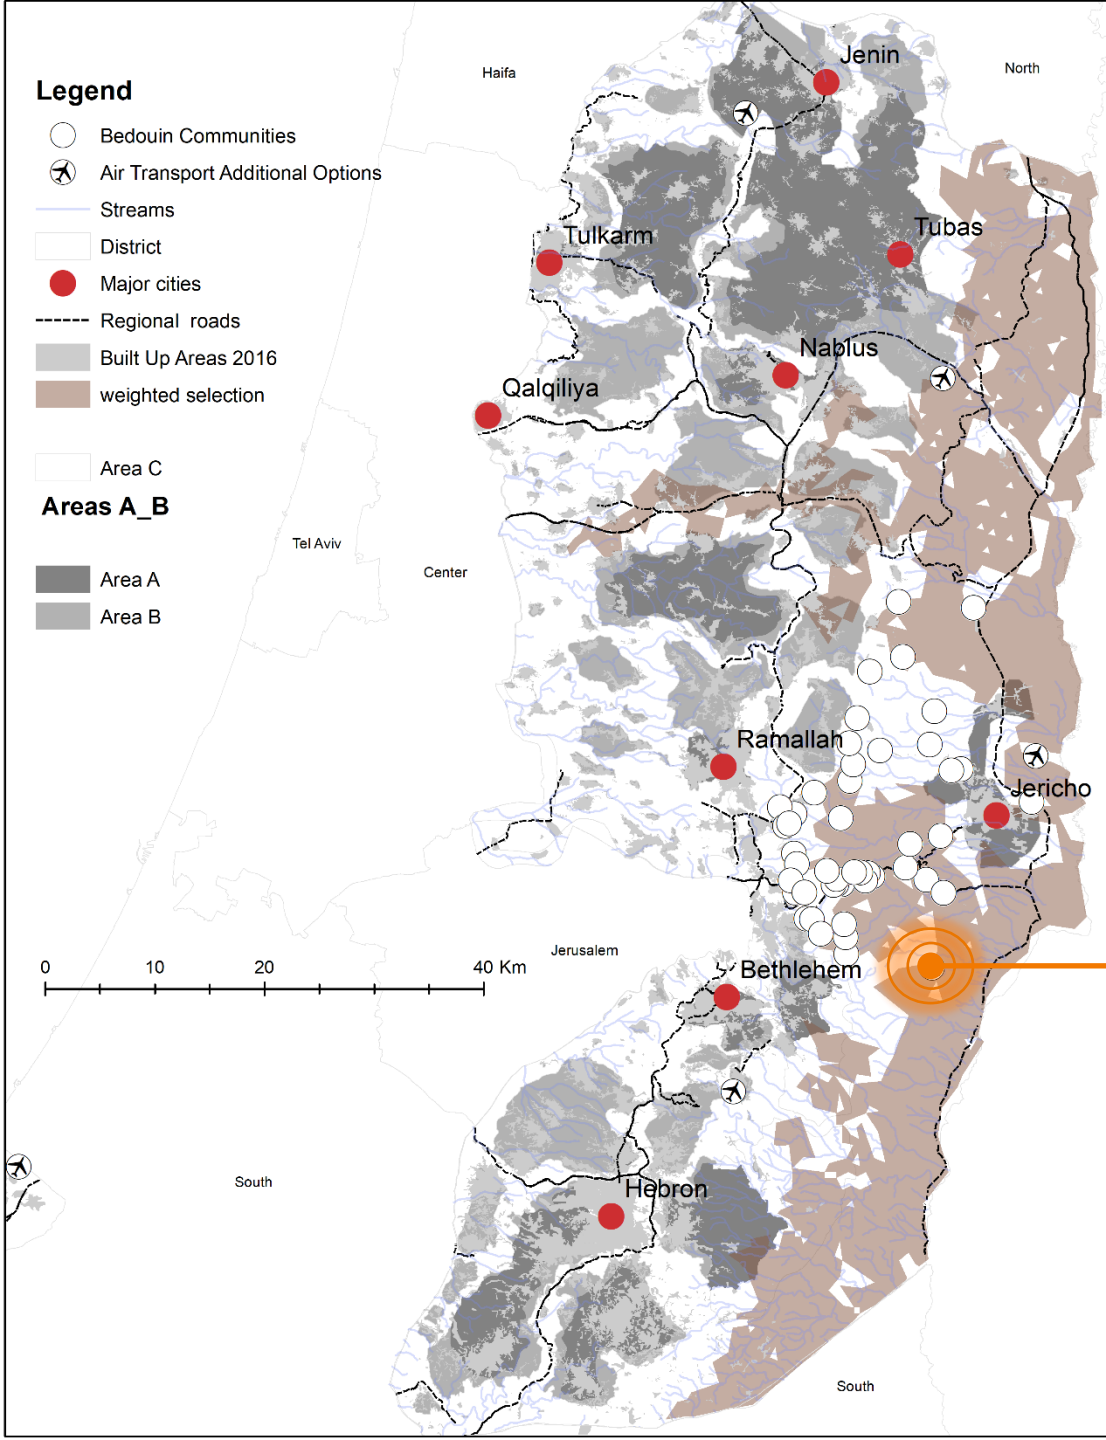 Legend
Bedouin Communities
Air Transport Additional Options
Streams
District
Major cities
Regional roads
Built Up Areas 2016
weighted selection
Area C
Areas A_B
Area A
Area B
Haifa
Jenin
North
Tulkarm
Tubas
Nablus
Qalqiliya
Tel Aviv
Center
Ramallah
Jericho
Jerusalem
0 10 20 40 Km
Bethlehem
South
Hebron
South